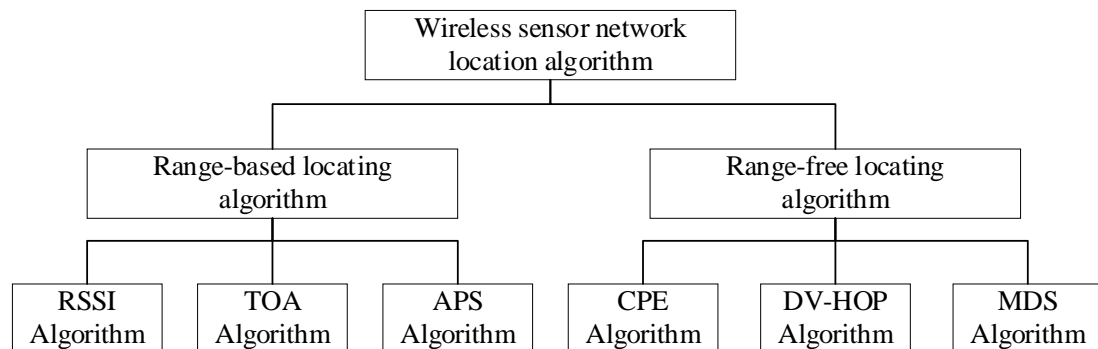 Wireless sensor network
location algorithm
Range-based locating
algorithm
Range-free locating
algorithm
RSSI
Algorithm
TOA
Algorithm
APS
Algorithm
CPE
Algorithm
DV-HOP
Algorithm
MDS
Algorithm